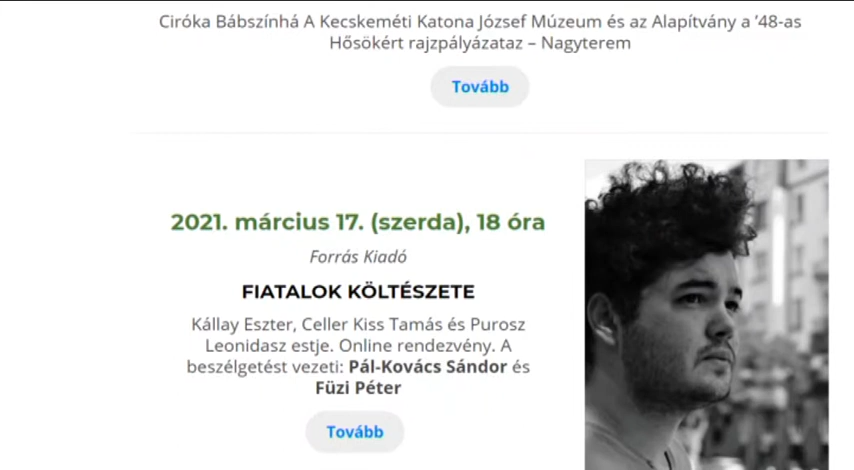 Ciróka Bábszínhá A Kecskeméti Katona József Múzeum és az Alapítvány a ’48-as
Hősökért rajzpályázataz – Nagyterem
Tovább
2021. március 17. (szerda), 18 óra
Forrás Kiadó
FIATALOK KÖLTÉSZETE
Kállay Eszter, Celler Kiss Tamás és Purosz
Leonidasz estje. Online rendezvény. A
beszélgetést vezeti: Pál-Kovács Sándor és
Füzi Péter
Tovább